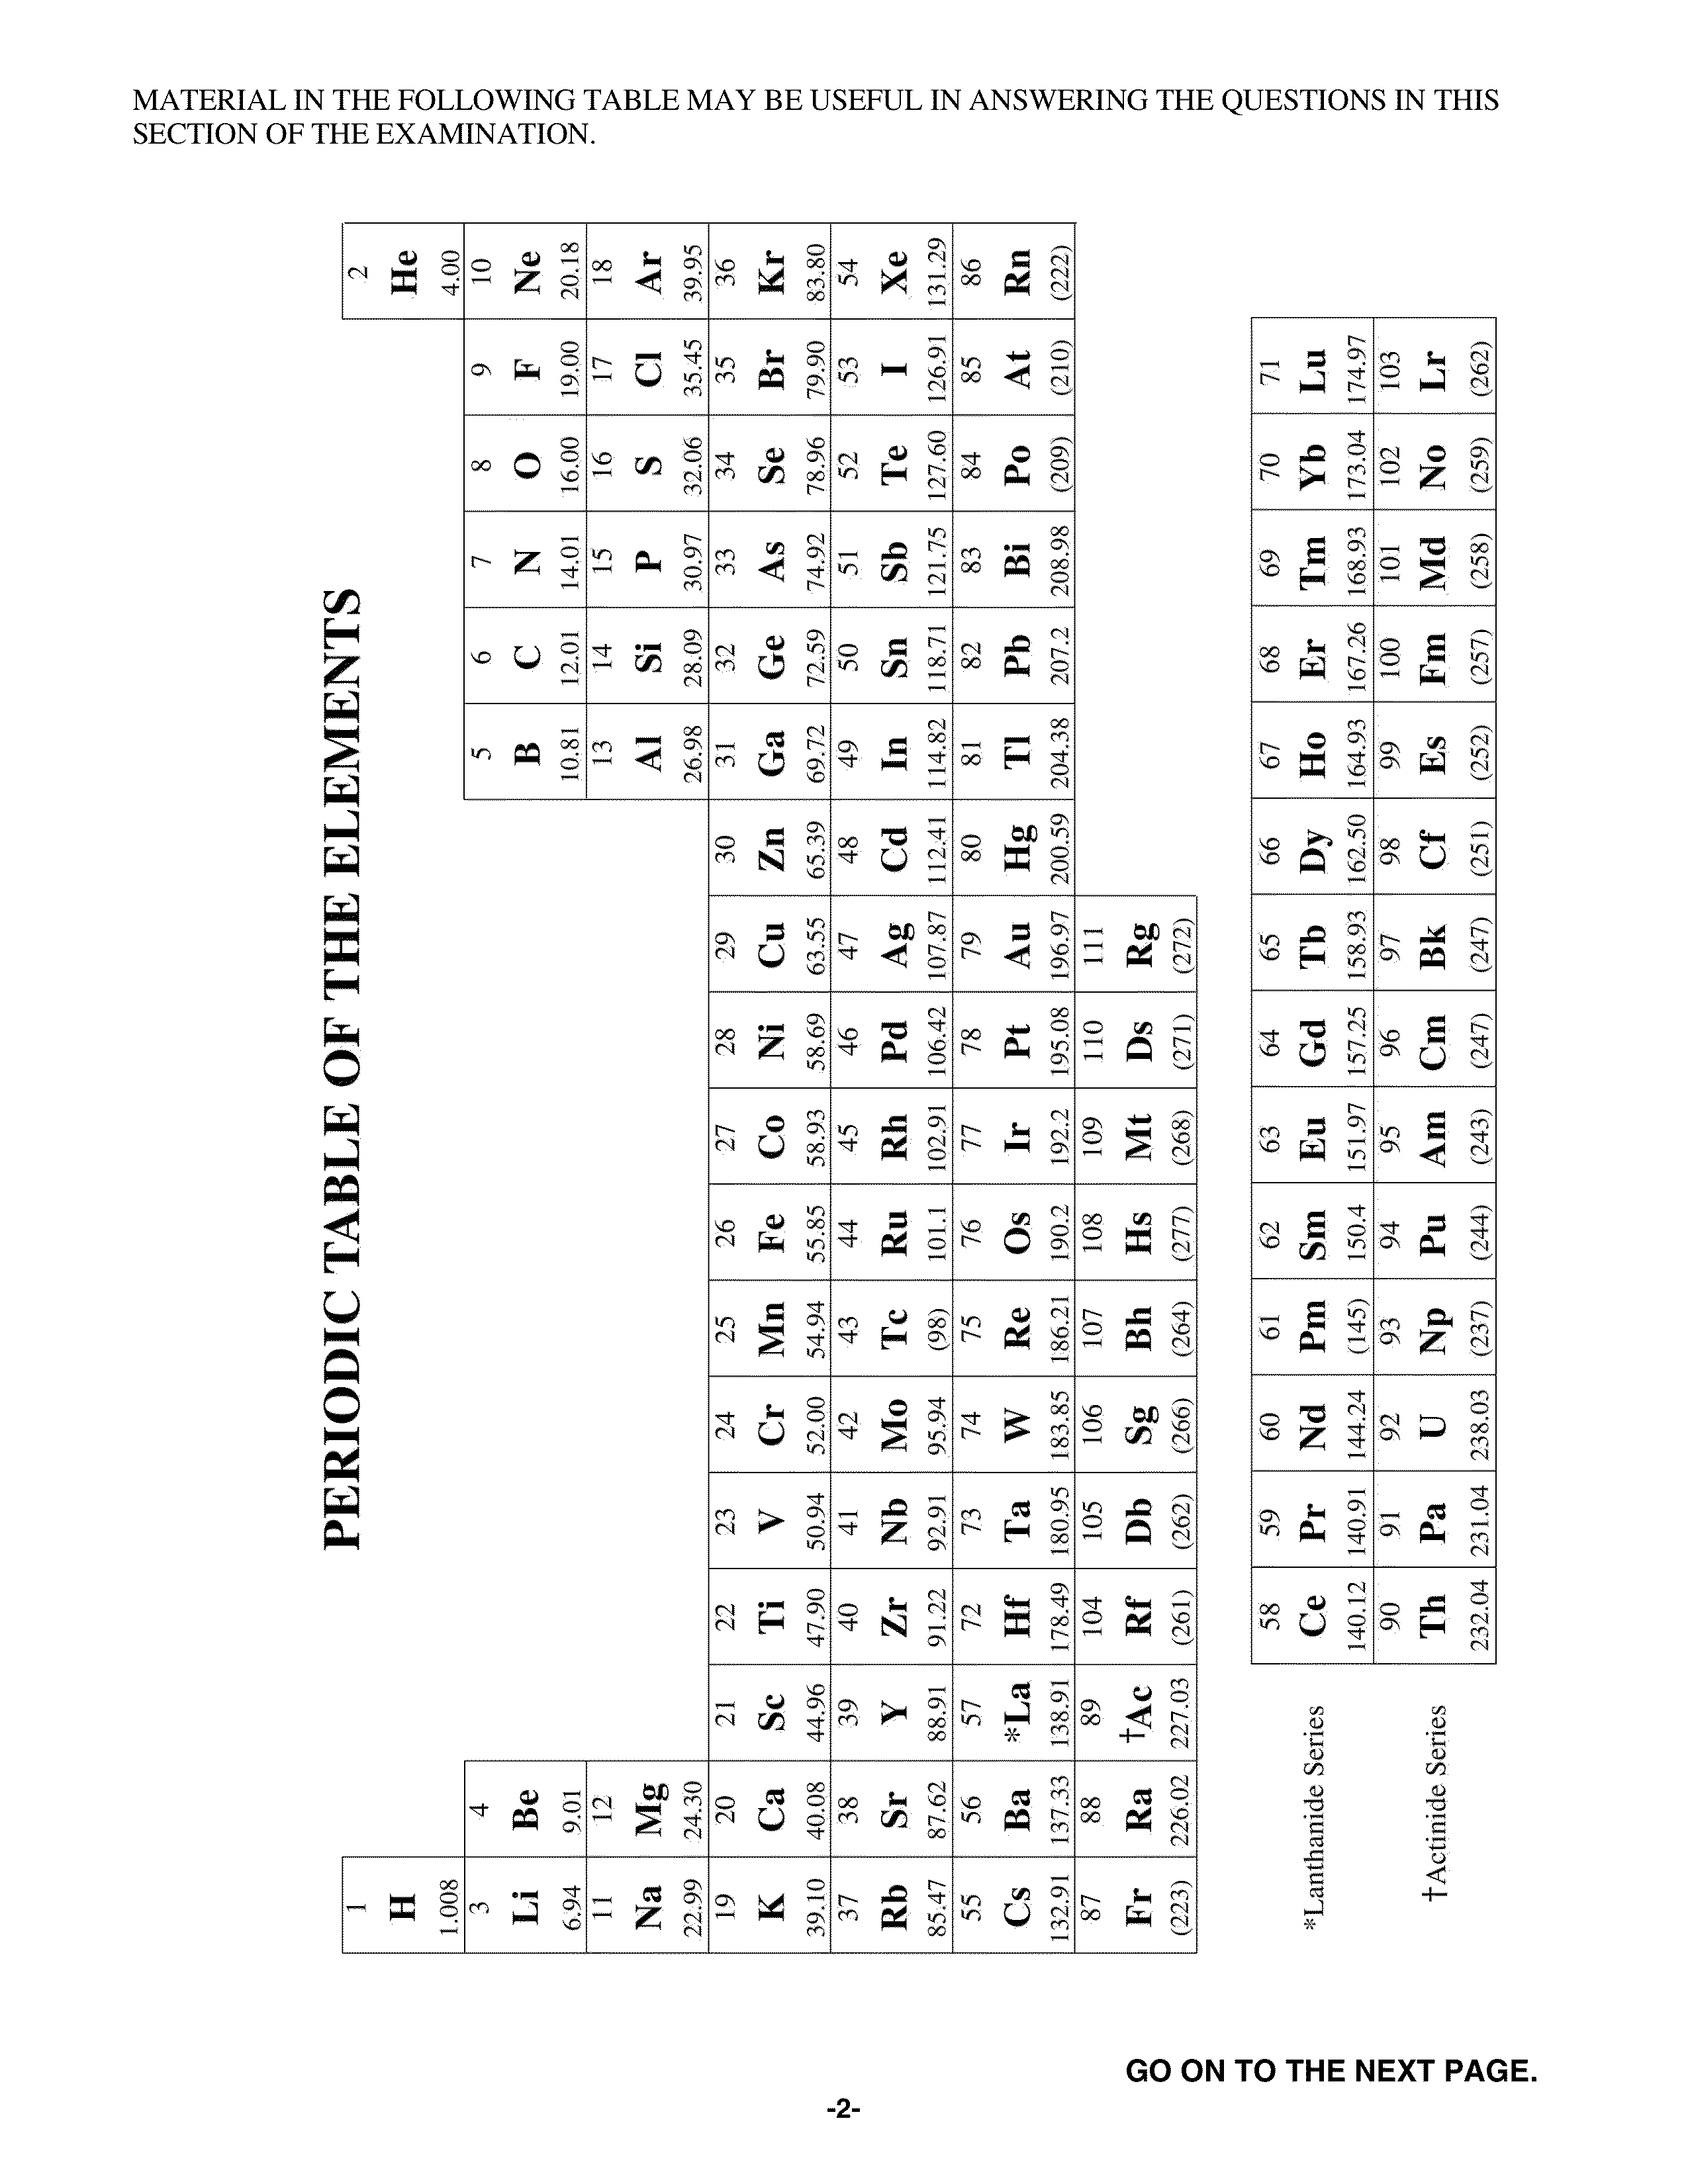 MATERIAL IN THE FOLLOWING TABLE MAY BE USEFUL IN ANSWERING THE QUESTIONS IN THIS
SECTION OF THE EXAMINATION.
PERIODIC TABLE OF THE ELEMENTS
1 2
H He
1.008 4.00
3 4 5 6 7 8 9 10
Li Be B C N O F Ne
6.94 9.01 10.81 12.01 14.01 16.00 19.00 20.18
11 12 13 14 15 16 17 18
Na Mg Al Si P S Cl Ar
22.99 24.30 26.98 28.09 30.97 32.06 35.45 39.95
19 20 21 22 23 24 25 26 27 28 29 30 31 32 33 34 35 36
K Ca Sc Ti V Cr Mn Fe Co Ni Cu Zn Ga Ge As Se Br Kr
39.10 40.08 44.96 47.90 50.94 52.00 54.94 55.85 58.93 58.69 63.55 65.39 69.72 72.59 74.92 78.96 79.90 83.80
37 38 39 40 41 42 43 44 45 46 47 48 49 50 51 52 53 54
Rb Sr Y Zr Nb Mo Tc Ru Rh Pd Ag Cd In Sn Sb Te I Xe
85.47 87.62 88.91 91.22 92.91 95.94 (98) 101.1 102.91 106.42 107.87 112.41 114.82 118.71 121.75 127.60 126.91 131.29
55 56 57 72 73 74 75 76 77 78 79 80 81 82 83 84 85 86
Cs Ba *La Hf Ta W Re Os Ir Pt Au Hg Tl Pb Bi Po At Rn
132.91 137.33 138.91 178.49 180.95 183.85 186.21 190.2 192.2 195.08 196.97 200.59 204.38 207.2 208.98 (209) (210) (222)
87 88 89 104 105 106 107 108 109 110 111
Fr Ra †Ac Rf Db Sg Bh Hs Mt Ds Rg
(223) 226.02 227.03 (261) (262) (266) (264) (277) (268) (271) (272)
58 59 60 61 62 63 64 65 66 67 68 69 70 71
*Lanthanide Series Ce Pr Nd Pm Sm Eu Gd Tb Dy Ho Er Tm Yb Lu
140.12 140.91 144.24 (145) 150.4 151.97 157.25 158.93 162.50 164.93 167.26 168.93 173.04 174.97
90 91 92 93 94 95 96 97 98 99 100 101 102 103
†Actinide Series Th Pa U Np Pu Am Cm Bk Cf Es Fm Md No Lr
232.04 231.04 238.03 (237) (244) (243) (247) (247) (251) (252) (257) (258) (259) (262)
GO ON TO THE NEXT PAGE.
-2-